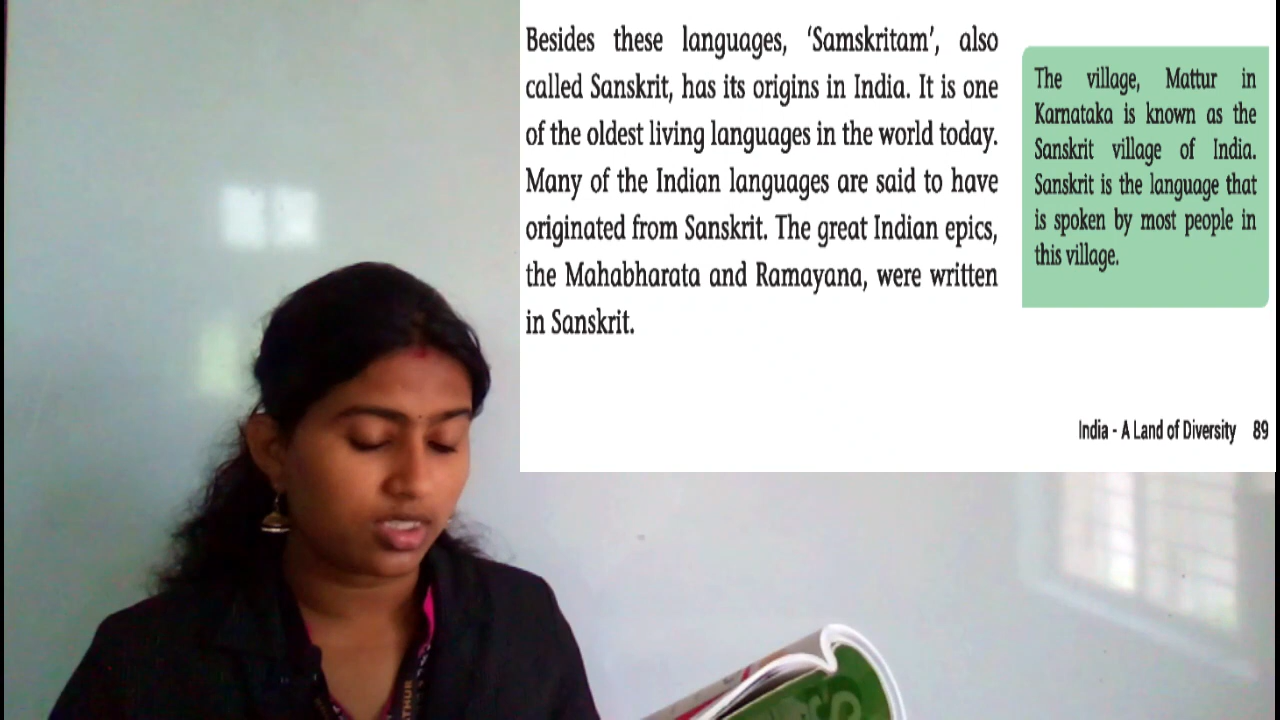 Besides these languages, ‘Samskritam’, also
called Sanskrit, has its origins in India. It is one
of the oldest living languages in the world today.
Many of the Indian languages are said to have
originated from Sanskrit. The great Indian epics,
the Mahabharata and Ramayana, were written
in Sanskrit.
The village, Mattur in
Karnataka is known as the
Sanskrit village of India.
Sanskrit is the language that
is spoken by most people in
this village.
India - A Land of Diversity 89